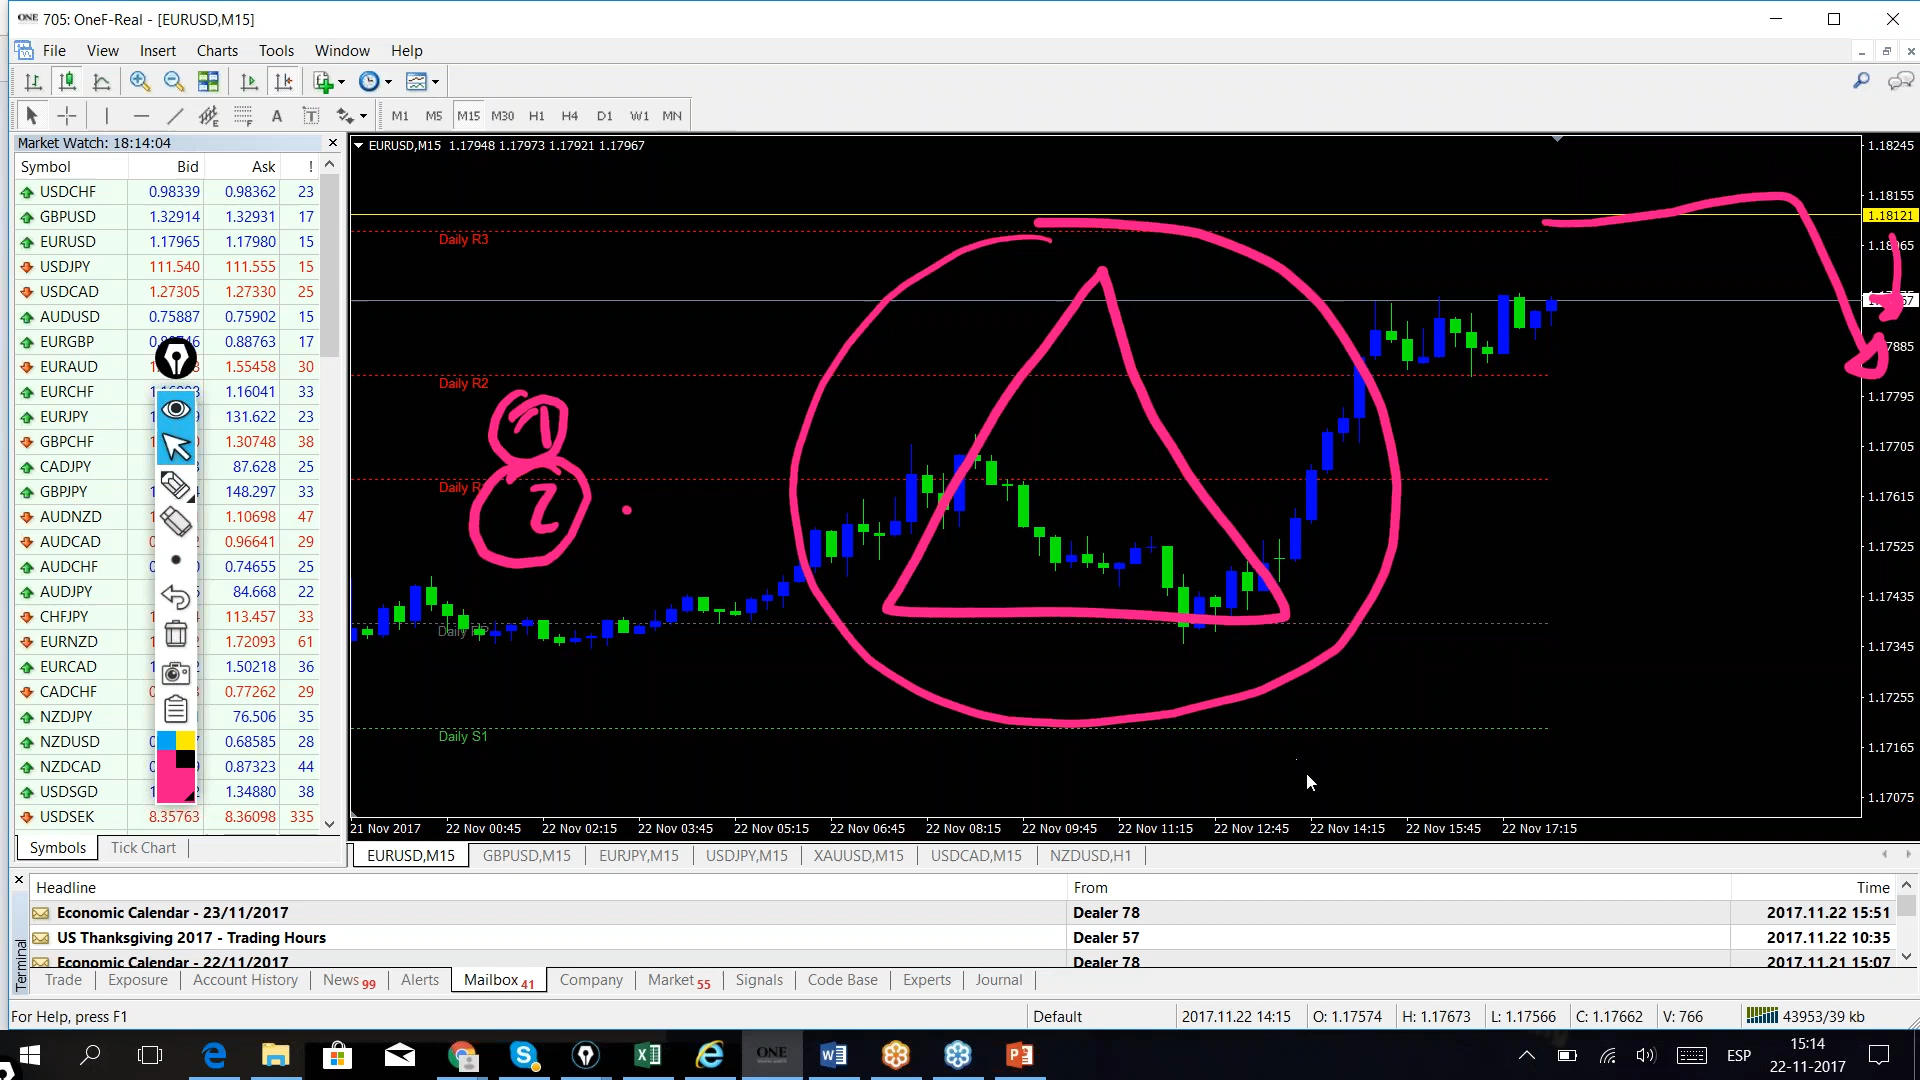 ONE 705: OneF-Real - [EURUSD,M15]
File View Insert Charts Tools Window Help
M1 M5 M15 M30 H1 H4 D1 W1 MN
Market Watch: 18:14:04
Symbol Bid Ask !
USDCHF 0.98339 0.98362 23
GBPUSD 1.32914 1.32931 17
EURUSD 1.17965 1.17980 15
USDJPY 111.540 111.555 15
USDCAD 1.27305 1.27330 25
AUDUSD 0.75887 0.75902 15
EURGBP 0.88763 17
EURAUD 1.55458 30
EURCHF 1.16041 33
EURJPY 131.622 23
GBPCHF 1.30748 38
CADJPY 87.628 25
GBPJPY 148.297 33
AUDNZD 1.10698 47
AUDCAD 0.96641 29
AUDCHF 0.74655 25
AUDJPY 84.668 22
CHFJPY 113.457 33
EURNZD 1.72093 61
EURCAD 1.50218 36
CADCHF 0.77262 29
NZDJPY 76.506 35
NZDUSD 0.68585 28
NZDCAD 0.87323 44
USDSGD 1.34880 38
USDSEK 8.35763 8.36098 335
Symbols Tick Chart
EURUSD,M15 1.17948 1.17973 1.17921 1.17967
Daily R3
Daily R2
Daily S1
1
2
1.18245
1.18155
1.18121
1.17795
1.17705
1.17615
1.17525
1.17435
1.17345
1.17255
1.17165
1.17075
21 Nov 2017 22 Nov 00:45 22 Nov 02:15 22 Nov 03:45 22 Nov 05:15 22 Nov 06:45 22 Nov 08:15 22 Nov 09:45 22 Nov 11:15 22 Nov 12:45 22 Nov 14:15 22 Nov 15:45 22 Nov 17:15
EURUSD,M15 GBPUSD,M15 EURJPY,M15 USDJPY,M15 XAUUSD,M15 USDCAD,M15 NZDUSD,H1
Headline From Time
Economic Calendar - 23/11/2017 Dealer 78 2017.11.22 15:51
US Thanksgiving 2017 - Trading Hours Dealer 57 2017.11.22 10:35
Economic Calendar - 22/11/2017 Dealer 78 2017.11.21 15:07
Terminal
Trade Exposure Account History News 99 Alerts Mailbox 41 Company Market 55 Signals Code Base Experts Journal
For Help, press F1 Default 2017.11.22 14:15 O: 1.17574 H: 1.17673 L: 1.17566 C: 1.17662 V: 766 43953/39 kb
ONE ESP 15:14
22-11-2017